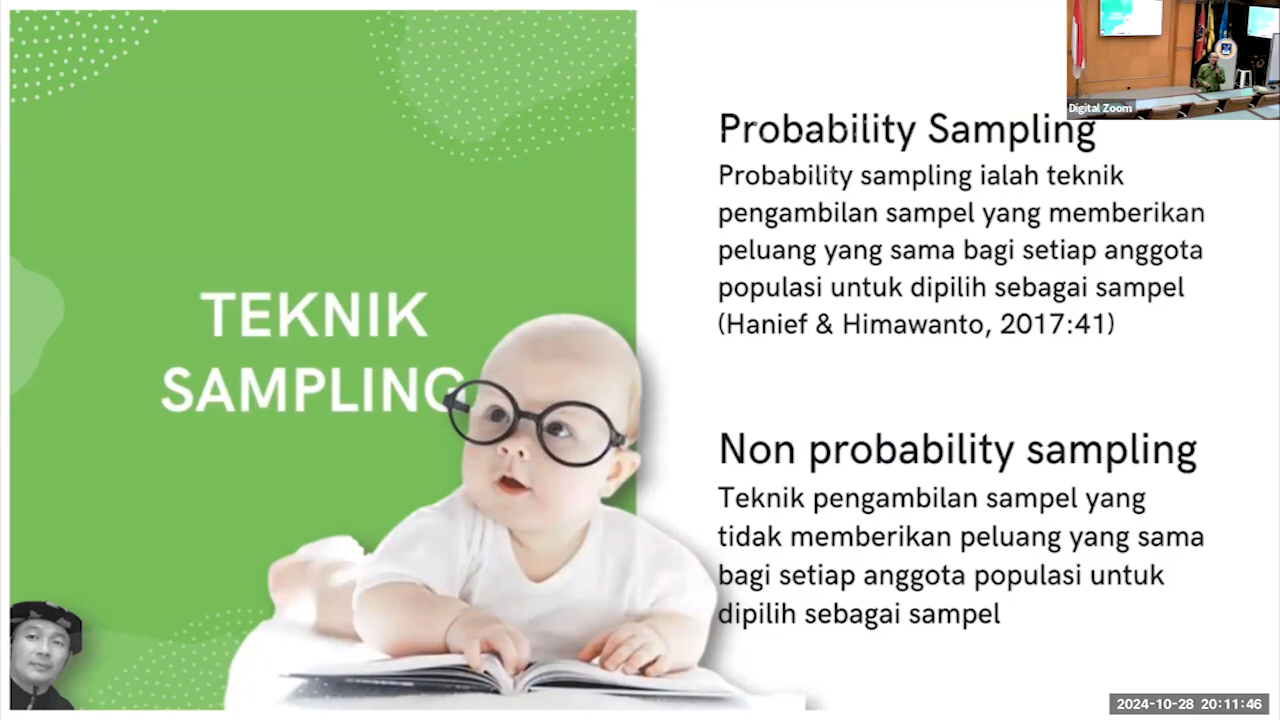 TEKNIK
SAMPLING
Digital Zoom
Probability Sampling
Probability sampling ialah teknik
pengambilan sampel yang memberikan
peluang yang sama bagi setiap anggota
populasi untuk dipilih sebagai sampel
(Hanief & Himawanto, 2017:41)
Non probability sampling
Teknik pengambilan sampel yang
tidak memberikan peluang yang sama
bagi setiap anggota populasi untuk
dipilih sebagai sampel
2024-10-28 20:11:46